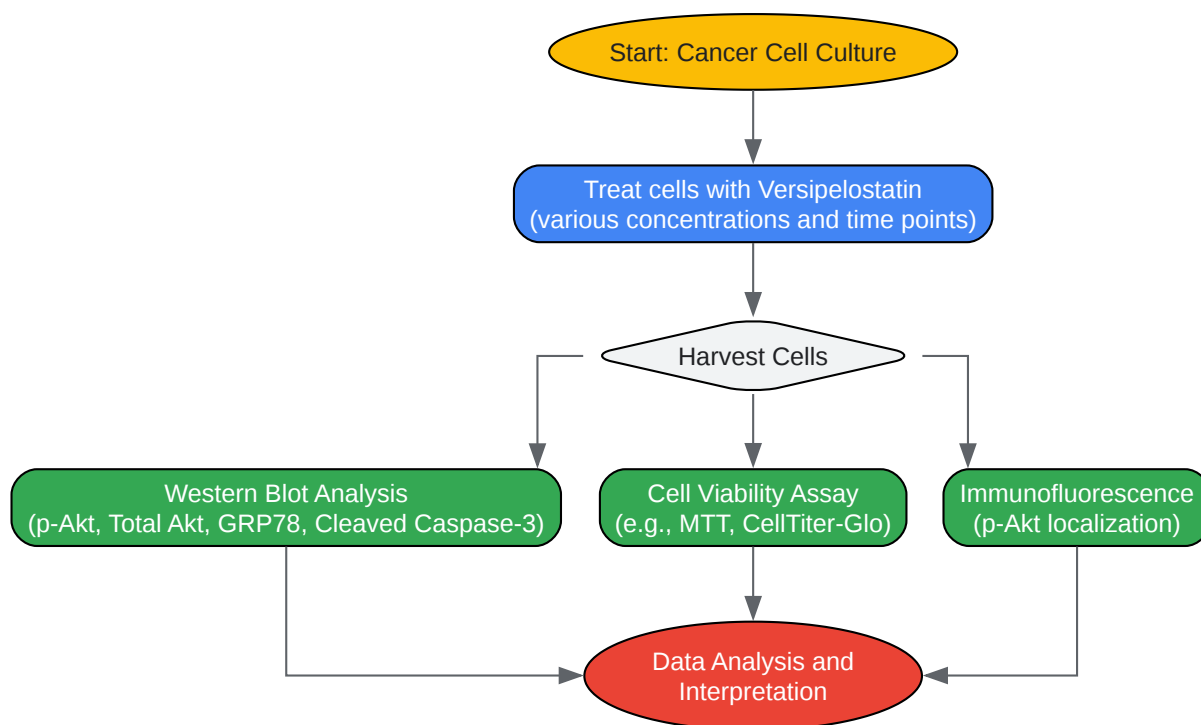 Start: Cancer Cell Culture
Treat cells with Versipelostatin
(various concentrations and time points)
Harvest Cells
Western Blot Analysis
(p-Akt, Total Akt, GRP78, Cleaved Caspase-3)
Cell Viability Assay
(e.g., MTT, CellTiter-Glo)
Immunofluorescence
(p-Akt localization)
Data Analysis and
Interpretation